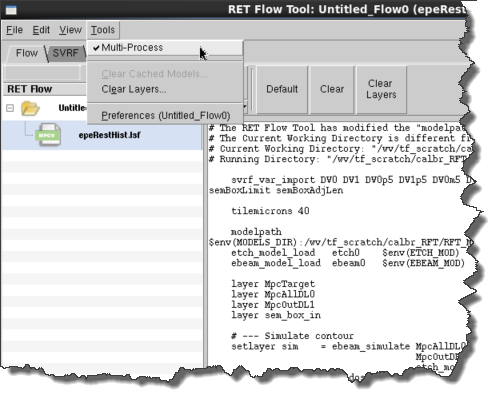 RET Flow Tool: Untitled_Flow0 (epeRest
File Edit View Tools
Multi-Process
Clear Cached Models...
Clear Layers...
Preferences (Untitled_Flow0)
Flow SVRF
Default Clear Clear Layers
RET Flow
MPCV epeRestHist.lsf
# The RET Flow Tool has modified the "modelpa
# The Current Working Directory is different f
# Current Working Directory: "/wv/tf_scratch/ca
# Running Directory: "/wv/tf_scratch/calbr_RFT
svrf_var_import DV0 DV1 DV0p5 DV1p5 DV0m5 D
semBoxLimit semBoxAdjLen
tilemicrons 40
modelpath
$env(MODELS_DIR):/wv/tf_scratch/calbr_RFT/RFT_M
etch_model_load etch0 $env(ETCH_MOD)
ebeam_model_load ebeam0 $env(EBEAM_MOD)
layer MpcTarget
layer MpcAllDL0
layer MpcOutDL1
layer sem_box_in
# --- Simulate contour
setlayer sim = ebeam_simulate MpcAllDL0
MpcOutD
etch_mo